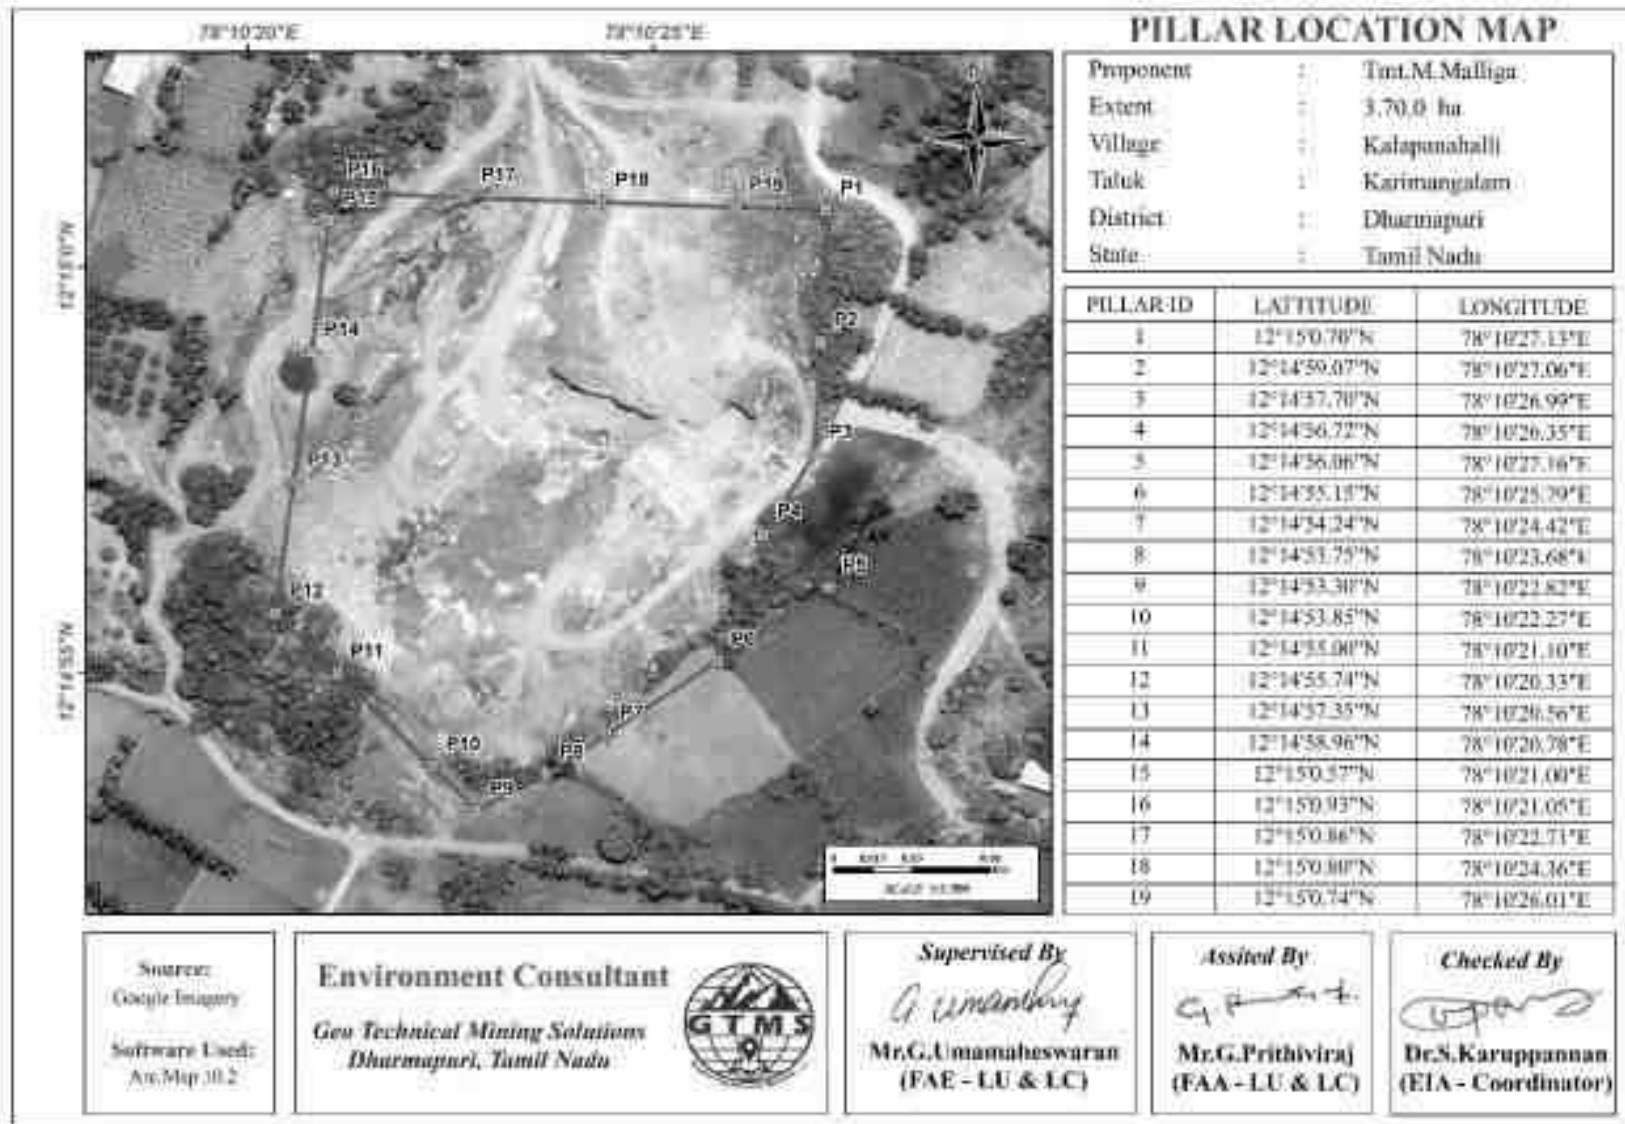 PILLAR LOCATION MAP
78°10'20"E
78°10'25"E
12°15'0"N
12°14'55"N
P16
P15
P17
P18
P19
P1
P2
P14
P3
P13
P4
P5
P12
P6
P11
P7
P10
P8
P9
Proponent : Tmt.M.Malliga
Extent : 3.70.0 ha
Village : Kalapanahalli
Taluk : Karimangalam
District : Dharmapuri
State : Tamil Nadu
PILLAR ID LATTITUDE LONGITUDE
1 12°15'0.70"N 78°10'27.13"E
2 12°14'59.07"N 78°10'27.06"E
3 12°14'57.70"N 78°10'26.99"E
4 12°14'56.72"N 78°10'26.35"E
5 12°14'56.06"N 78°10'27.16"E
6 12°14'55.15"N 78°10'25.79"E
7 12°14'54.24"N 78°10'24.42"E
8 12°14'53.75"N 78°10'23.68"E
9 12°14'53.30"N 78°10'22.82"E
10 12°14'53.85"N 78°10'22.27"E
11 12°14'55.00"N 78°10'21.10"E
12 12°14'55.74"N 78°10'20.33"E
13 12°14'57.35"N 78°10'20.56"E
14 12°14'58.96"N 78°10'20.78"E
15 12°15'0.57"N 78°10'21.00"E
16 12°15'0.93"N 78°10'21.05"E
17 12°15'0.86"N 78°10'22.71"E
18 12°15'0.80"N 78°10'24.36"E
19 12°15'0.74"N 78°10'26.01"E
Source:
Google Imagery
Software Used:
Arc.Map 10.2
Environment Consultant
Geo Technical Mining Solutions
Dharmapuri, Tamil Nadu
GTMS
Supervised By
Mr.G.Umamaheswaran
(FAE - LU & LC)
Assited By
Mr.G.Prithiviraj
(FAA - LU & LC)
Checked By
Dr.S.Karuppannan
(EIA - Coordinator)